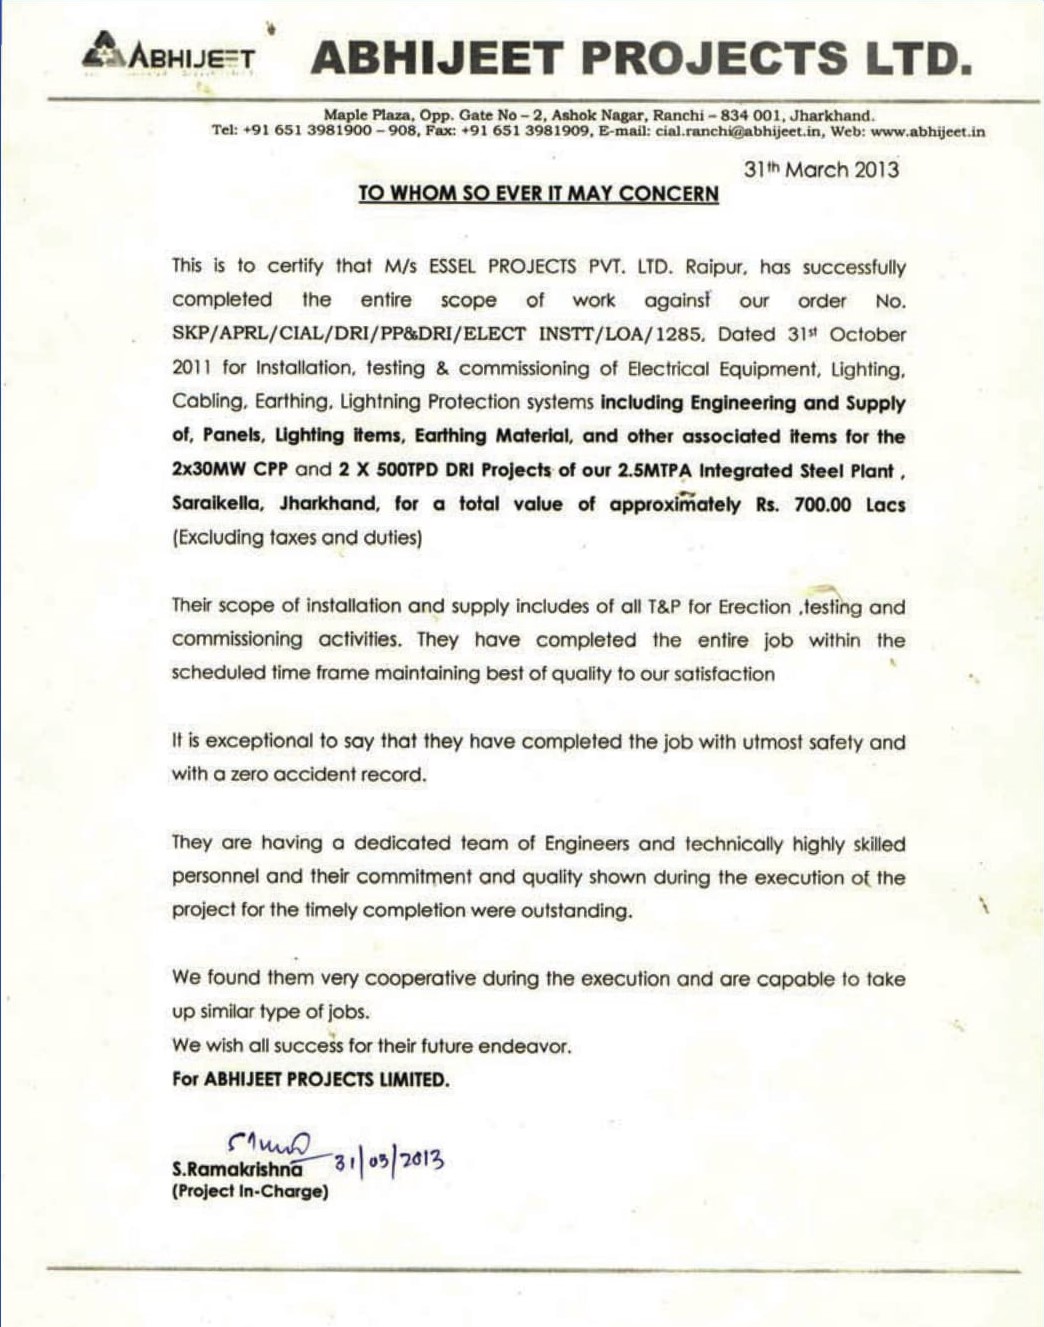 ABHIJEET ABHIJEET PROJECTS LTD.
Maple Plaza, Opp. Gate No – 2, Ashok Nagar, Ranchi – 834 001, Jharkhand.
Tel: +91 651 3981900 – 908, Fax: +91 651 3981909, E-mail: cial.ranchi@abhijeet.in, Web: www.abhijeet.in
31th March 2013
TO WHOM SO EVER IT MAY CONCERN
This is to certify that M/s ESSEL PROJECTS PVT. LTD. Raipur, has successfully
completed the entire scope of work against our order No.
SKP/APRL/CIAL/DRI/PP&DRI/ELECT INSTT/LOA/1285, Dated 31st October
2011 for Installation, testing & commissioning of Electrical Equipment, Lighting,
Cabling, Earthing, Lightning Protection systems including Engineering and Supply
of, Panels, Lighting items, Earthing Material, and other associated items for the
2x30MW CPP and 2 X 500TPD DRI Projects of our 2.5MTPA Integrated Steel Plant ,
Saraikella, Jharkhand, for a total value of approximately Rs. 700.00 Lacs
(Excluding taxes and duties)
Their scope of installation and supply includes of all T&P for Erection ,testing and
commissioning activities. They have completed the entire job within the
scheduled time frame maintaining best of quality to our satisfaction
It is exceptional to say that they have completed the job with utmost safety and
with a zero accident record.
They are having a dedicated team of Engineers and technically highly skilled
personnel and their commitment and quality shown during the execution of the
project for the timely completion were outstanding.
We found them very cooperative during the execution and are capable to take
up similar type of jobs.
We wish all success for their future endeavor.
For ABHIJEET PROJECTS LIMITED.
31/03/2013
S.Ramakrishna
(Project In-Charge)